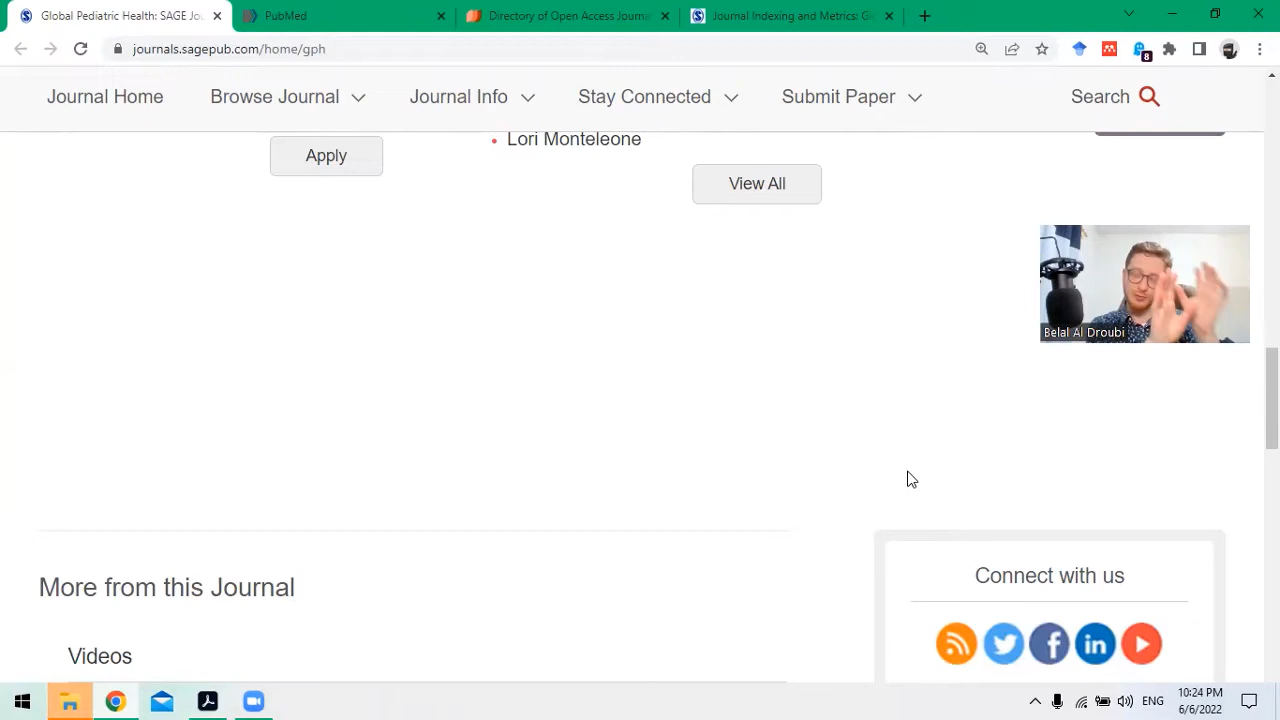 Global Pediatric Health: SAGE Jo
PubMed
Directory of Open Access Journa
Journal Indexing and Metrics: Gl
journals.sagepub.com/home/gph
8
Journal Home
Browse Journal
Journal Info
Stay Connected
Submit Paper
Search
Lori Monteleone
Apply
View All
Belal Al Droubi
More from this Journal
Connect with us
Videos
ENG
10:24 PM
6/6/2022